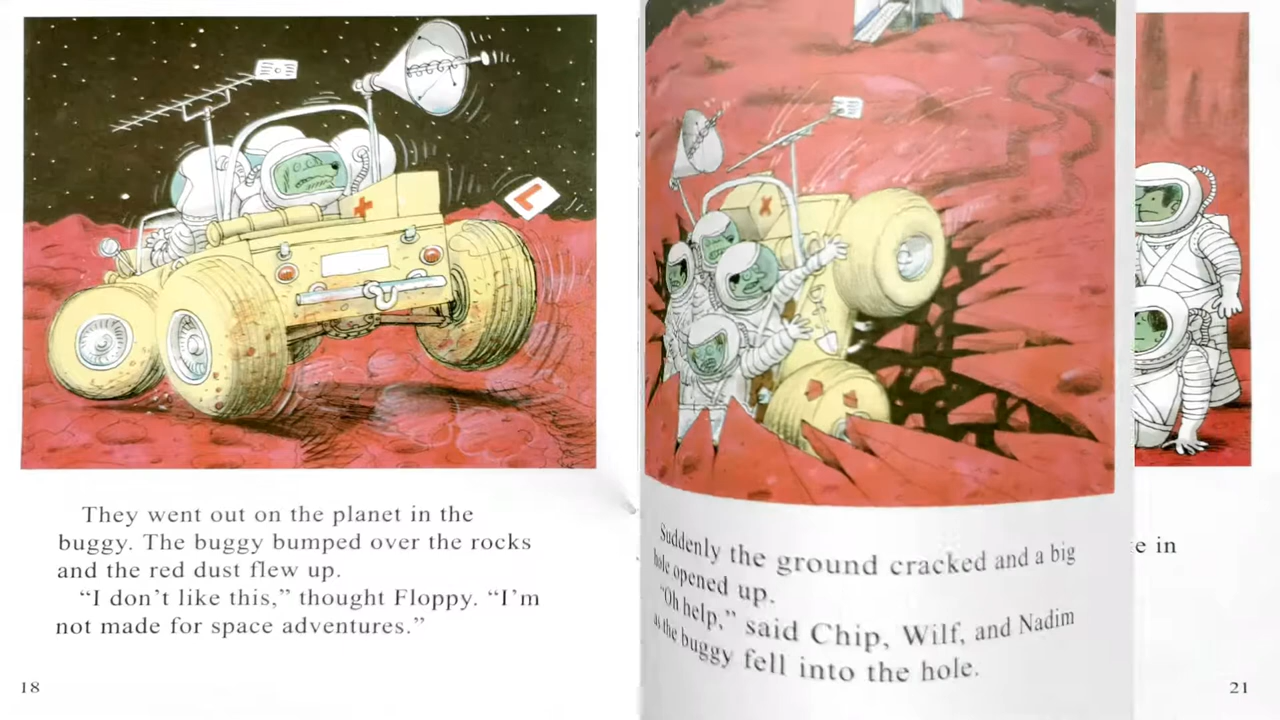 L
They went out on the planet in the
buggy. The buggy bumped over the rocks
and the red dust flew up.
“I don’t like this,” thought Floppy. “I’m
not made for space adventures.”
18
Suddenly the ground cracked and a big
hole opened up.
“Oh help,” said Chip, Wilf, and Nadim
as the buggy fell into the hole.
in
21